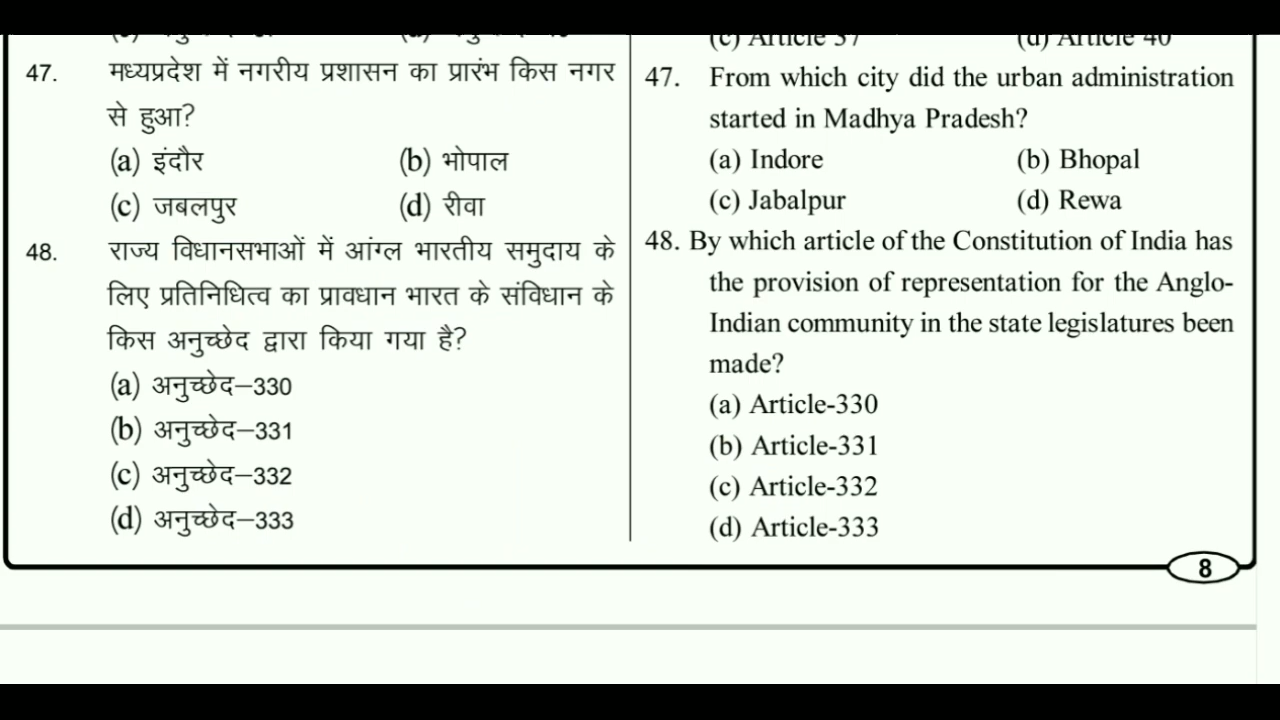 (c) Article 37 (d) Article 40
47. मध्यप्रदेश में नगरीय प्रशासन का प्रारंभ किस नगर
से हुआ?
(a) इंदौर (b) भोपाल
(c) जबलपुर (d) रीवा
48. राज्य विधानसभाओं में आंग्ल भारतीय समुदाय के
लिए प्रतिनिधित्व का प्रावधान भारत के संविधान के
किस अनुच्छेद द्वारा किया गया है?
(a) अनुच्छेद–330
(b) अनुच्छेद–331
(c) अनुच्छेद–332
(d) अनुच्छेद–333
47. From which city did the urban administration
started in Madhya Pradesh?
(a) Indore (b) Bhopal
(c) Jabalpur (d) Rewa
48. By which article of the Constitution of India has
the provision of representation for the Anglo-
Indian community in the state legislatures been
made?
(a) Article-330
(b) Article-331
(c) Article-332
(d) Article-333
8